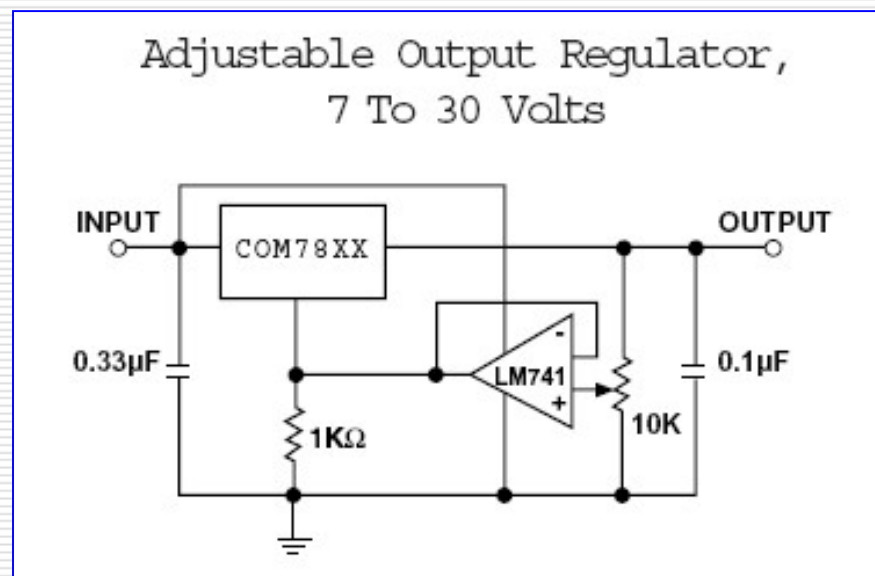 Adjustable Output Regulator,
7 To 30 Volts
INPUT
OUTPUT
COM78XX
-
LM741
+
0.33µF
0.1µF
10K
1KΩ